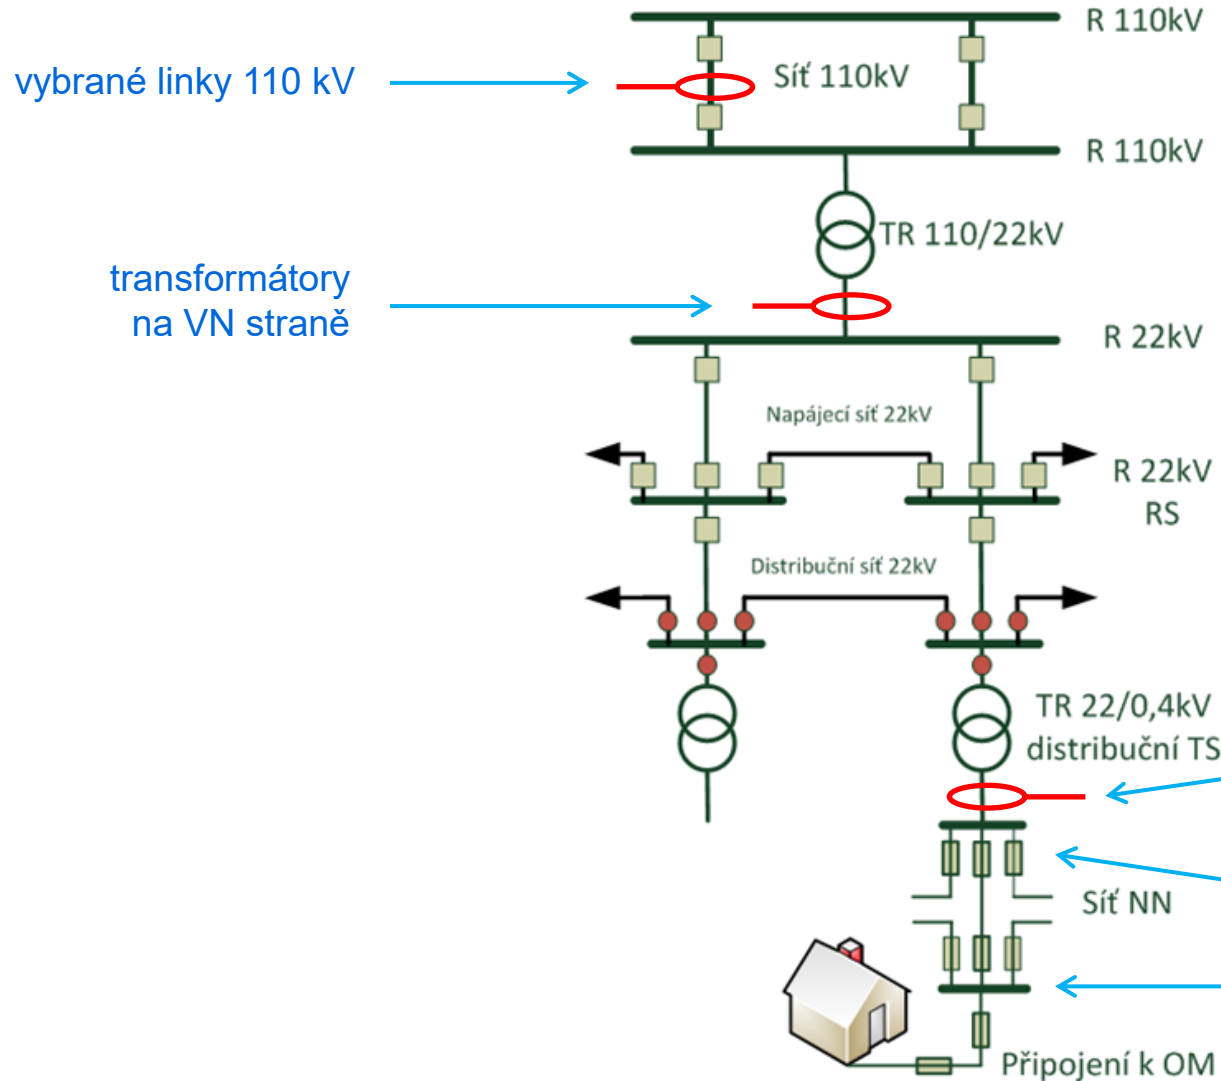 R 110kV
vybrané linky 110 kV
Síť 110kV
R 110kV
TR 110/22kV
transformátory
na VN straně
R 22kV
Napájecí síť 22kV
R 22kV
RS
Distribuční síť 22kV
TR 22/0,4kV
distribuční TS
Síť NN
Připojení k OM